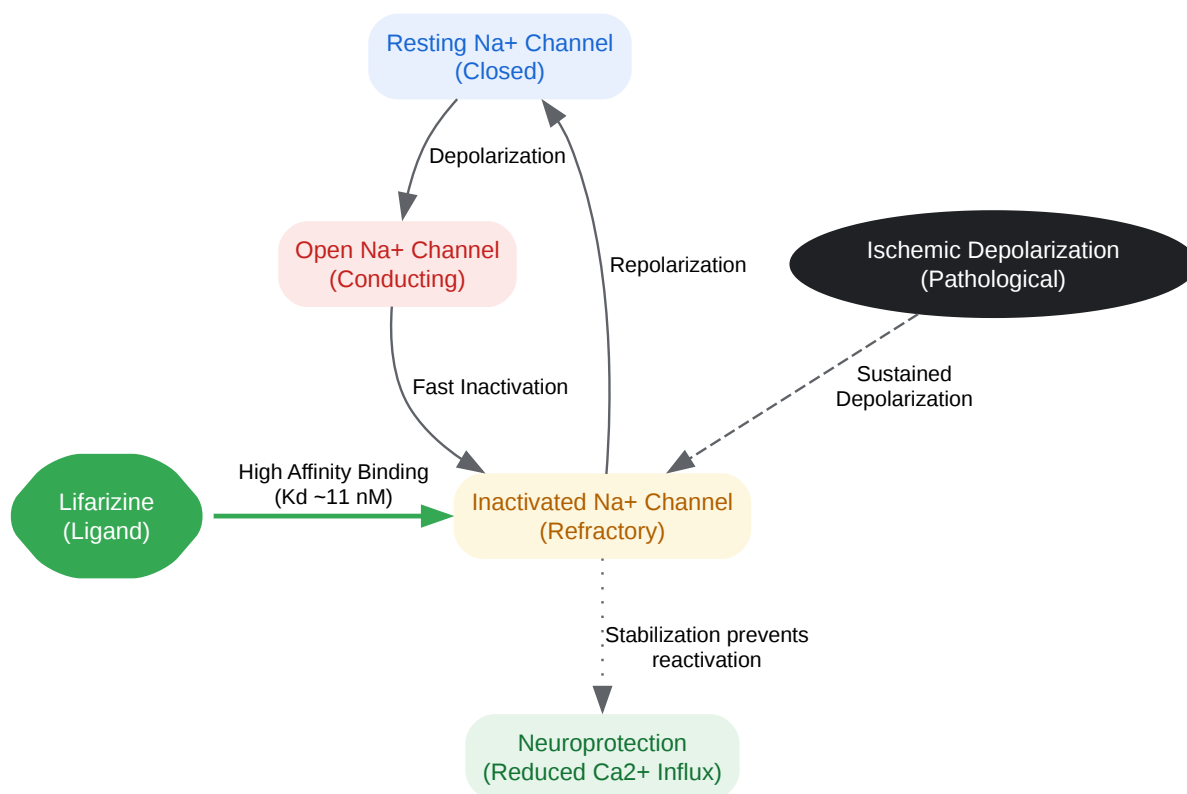 Resting Na+ Channel
(Closed)
Depolarization
Open Na+ Channel
(Conducting)
Repolarization
Ischemic Depolarization
(Pathological)
Fast Inactivation
Sustained
Depolarization
Lifarizine
(Ligand)
High Affinity Binding
(Kd ~11 nM)
Inactivated Na+ Channel
(Refractory)
Stabilization prevents
reactivation
Neuroprotection
(Reduced Ca2+ Influx)